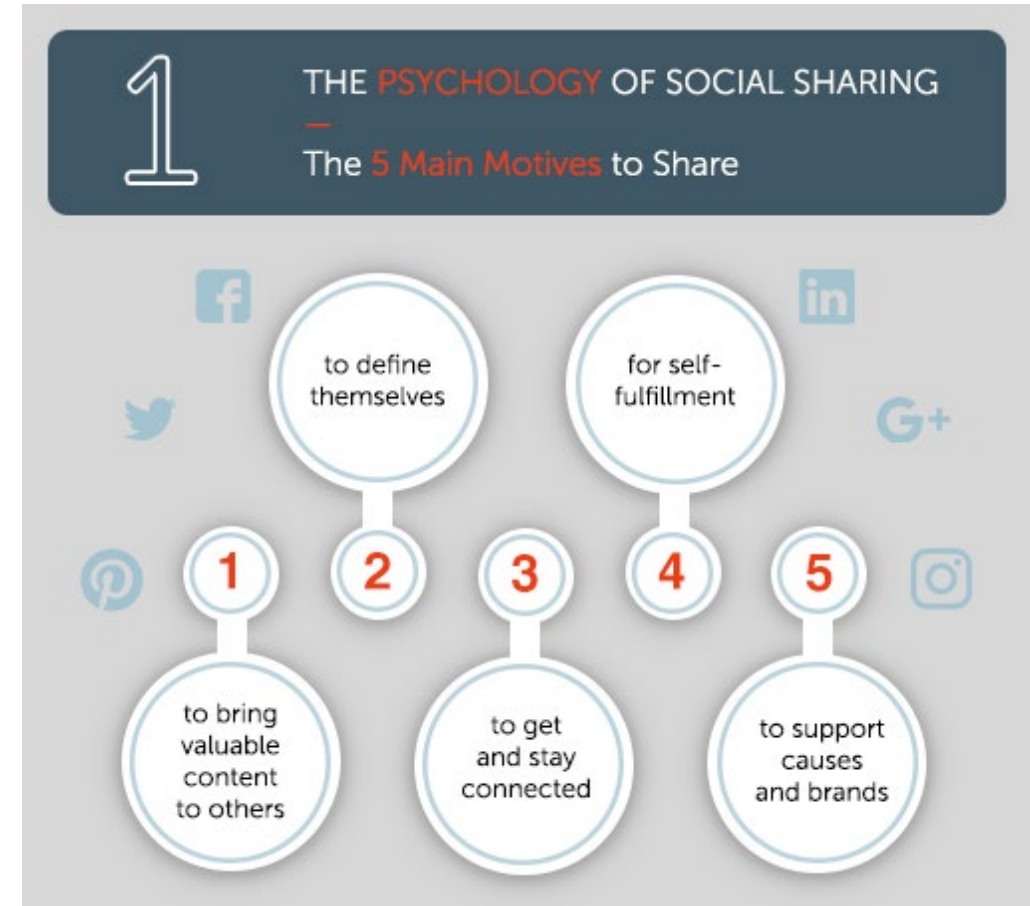 1
THE PSYCHOLOGY OF SOCIAL SHARING
The 5 Main Motives to Share
f
in
G+
1
to bring
valuable
content
to others
2
to define
themselves
3
to get
and stay
connected
4
for self-
fulfillment
5
to support
causes
and brands